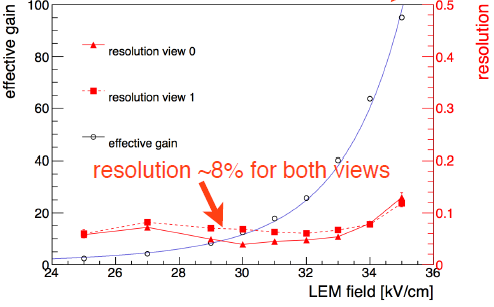 effective gain
100
80
60
40
20
0
resolution view 0
resolution view 1
effective gain
resolution ~8% for both views
0.5
0.4
0.3
0.2
0.1
0
resolution
24 26 28 30 32 34 36
LEM field [kV/cm]